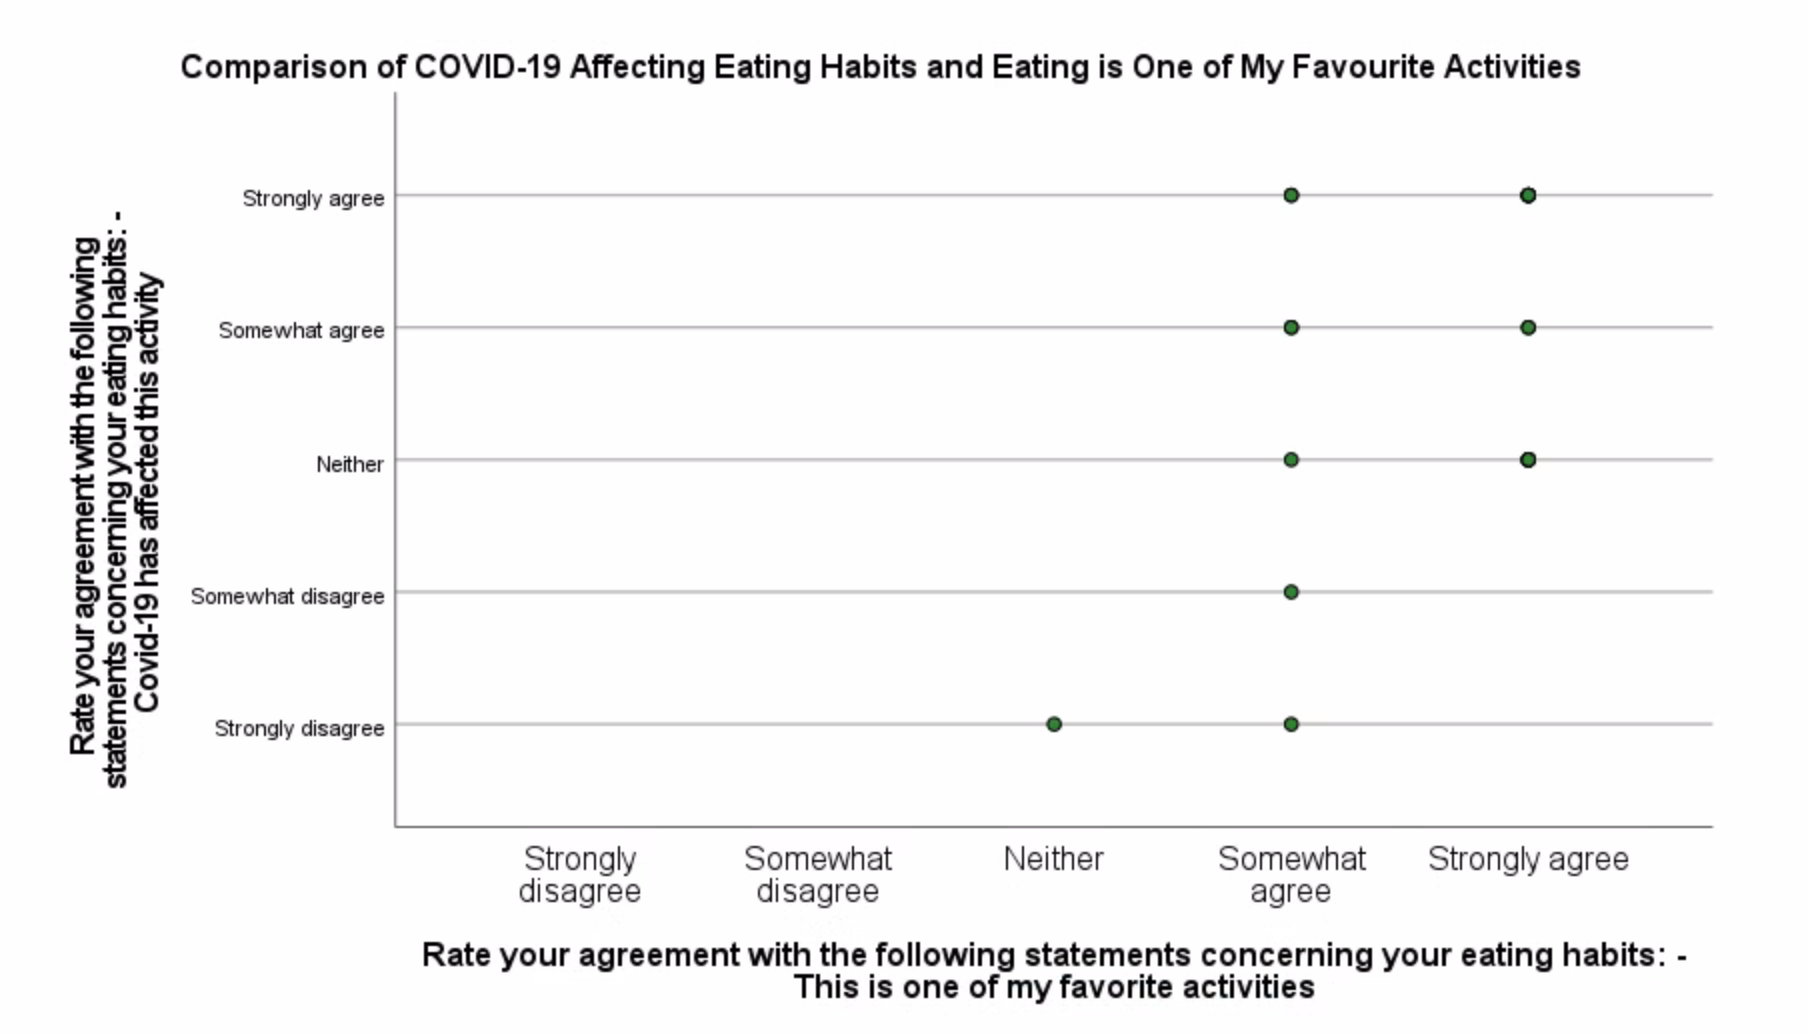 Comparison of COVID-19 Affecting Eating Habits and Eating is One of My Favourite Activities
Rate your agreement with the following
statements concerning your eating habits: -
Covid-19 has affected this activity
Strongly agree
Somewhat agree
Neither
Somewhat disagree
Strongly disagree
Strongly
disagree
Somewhat
disagree
Neither
Somewhat
agree
Strongly agree
Rate your agreement with the following statements concerning your eating habits: -
This is one of my favorite activities